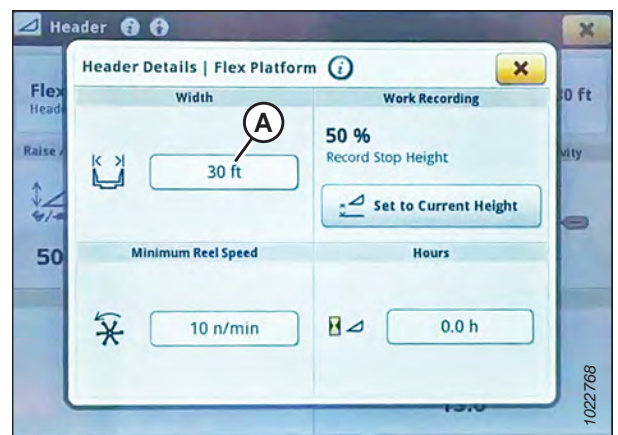 Header
Header Details | Flex Platform
Flex
Heade
0 ft
Width
Work Recording
A
50 %
Record Stop Height
30 ft
Raise /
vity
Set to Current Height
50
Minimum Reel Speed
Hours
10 n/min
0.0 h
1022768